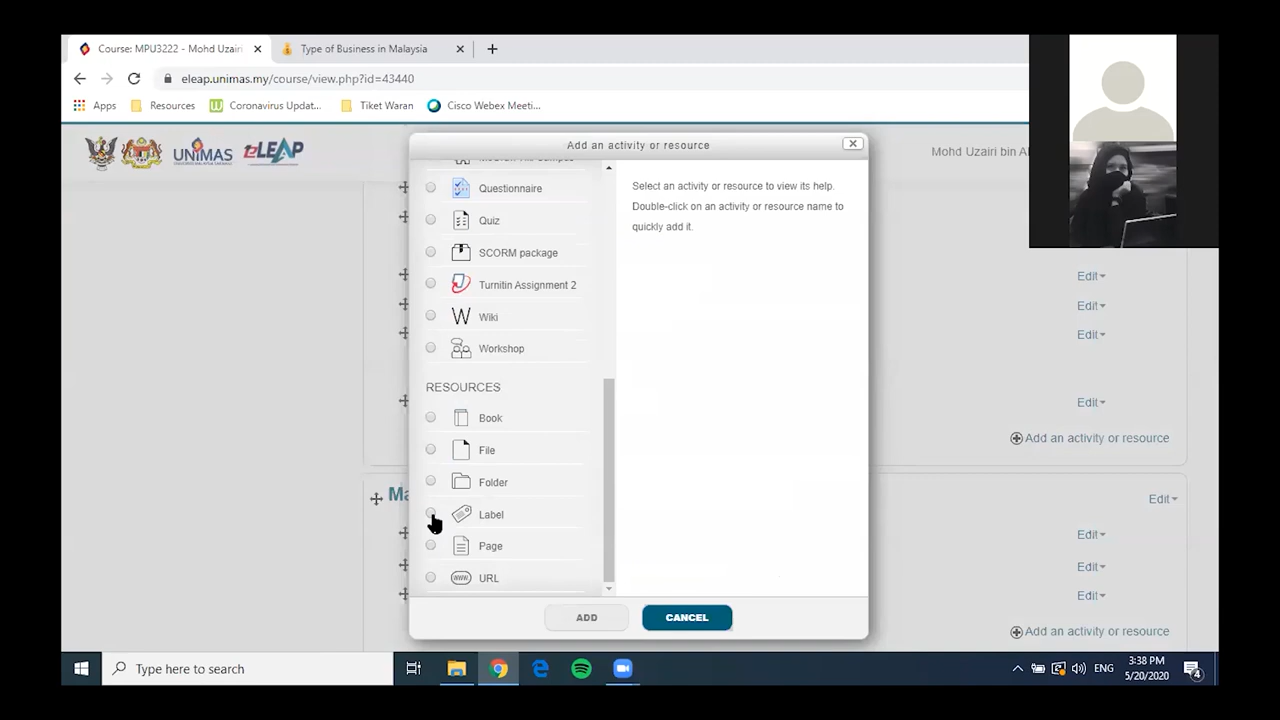 Course: MPU3222 - Mohd Uzairi
Type of Business in Malaysia
eleap.unimas.my/course/view.php?id=43440
Apps
Resources
Coronavirus Updat...
Tiket Waran
Cisco Webex Meeti...
UNIMAS
eLEAP
Mohd Uzairi bin
Add an activity or resource
Questionnaire
Quiz
SCORM package
Turnitin Assignment 2
Wiki
Workshop
RESOURCES
Book
File
Folder
Label
Page
URL
Select an activity or resource to view its help.
Double-click on an activity or resource name to
quickly add it.
ADD
CANCEL
Edit
Edit
Edit
Edit
Add an activity or resource
Ma
Edit
Edit
Edit
Edit
Add an activity or resource
Type here to search
ENG
3:38 PM
5/20/2020
4